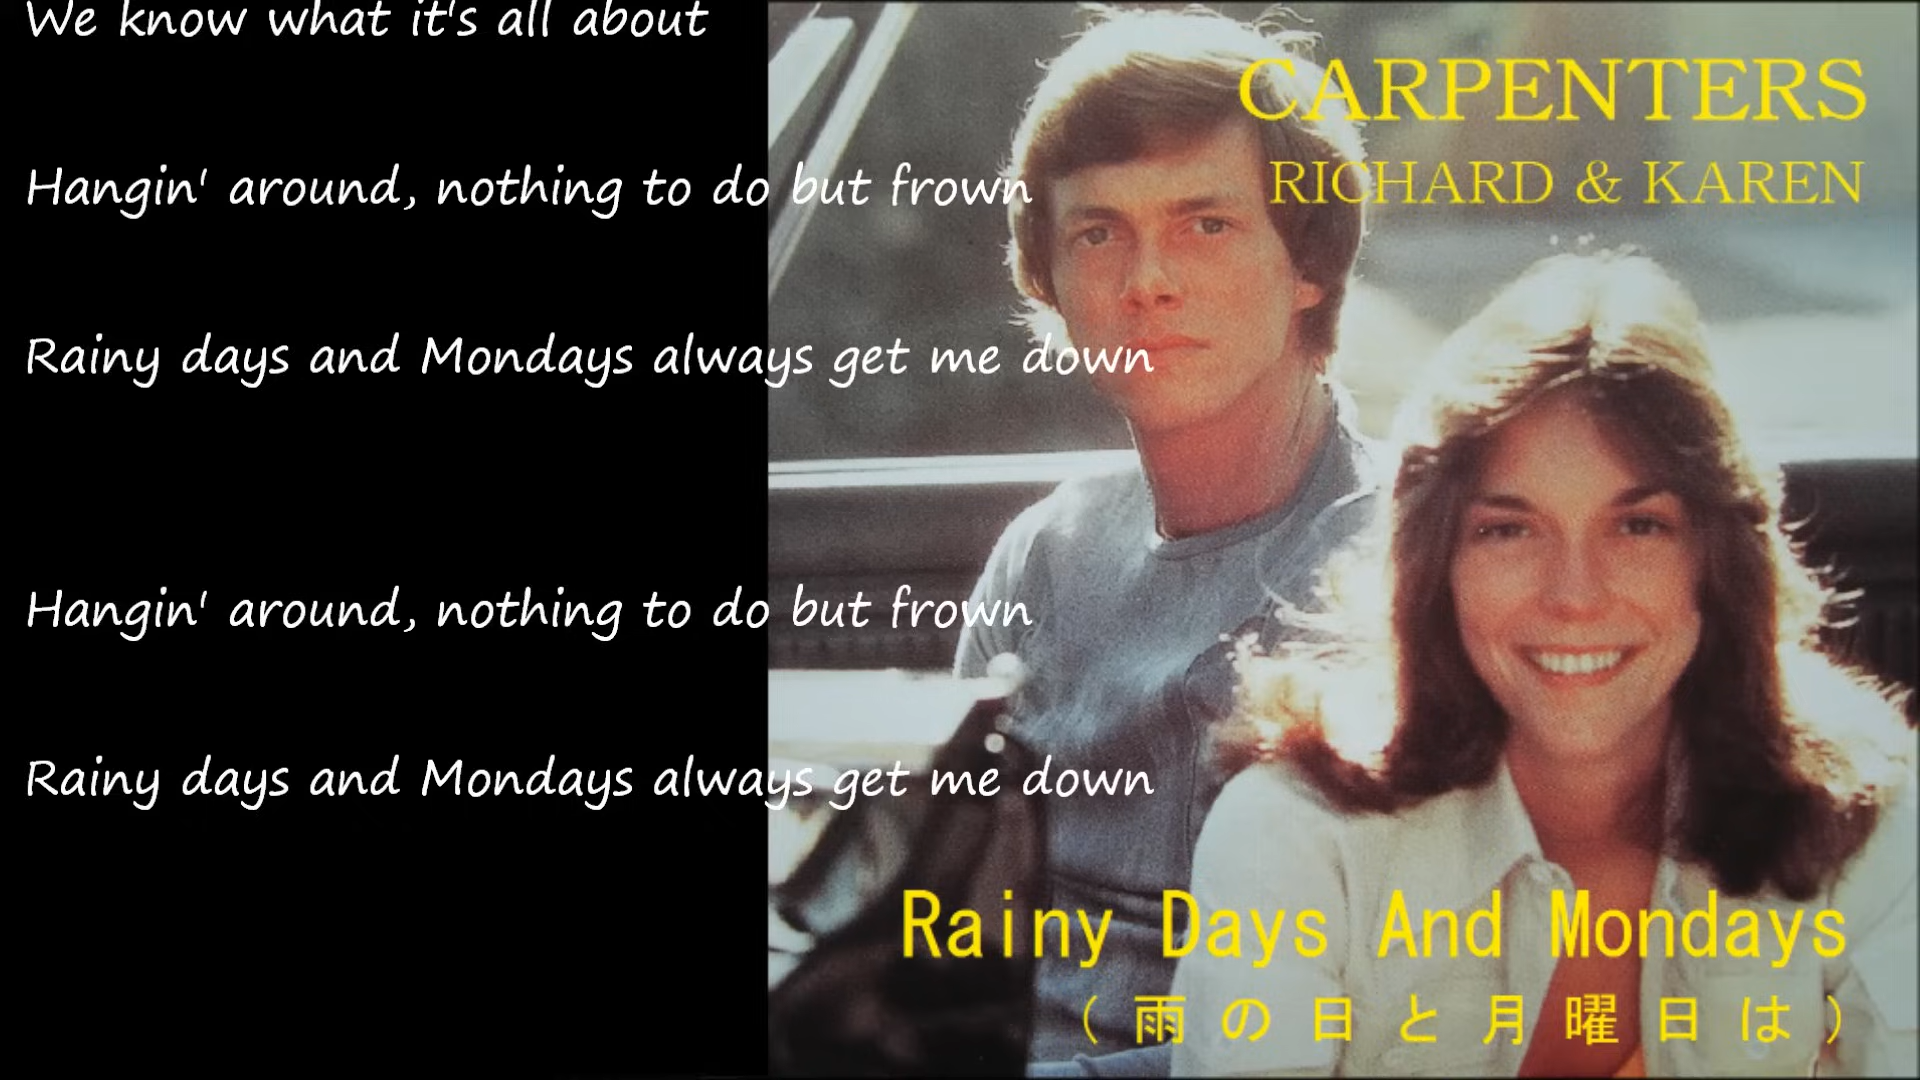 We know what it's all about
CARPENTERS
RICHARD & KAREN
Hangin' around, nothing to do but frown
Rainy days and Mondays always get me down
Hangin' around, nothing to do but frown
Rainy days and Mondays always get me down
Rainy Days And Mondays
(雨の日と月曜日は)